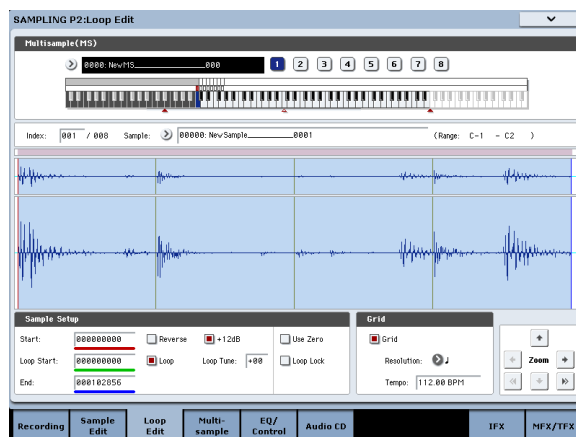 SAMPLING P2:Loop Edit
Multisample(MS)
0000: NewMS_______________000
1 2 3 4 5 6 7 8
Index: 001 / 008 Sample: 00000: NewSample__________0001 (Range: C-1 - C2 )
Sample Setup
Start: 000000000 Reverse +12dB Use Zero
Loop Start: 000000000 Loop Loop Tune: +00 Loop Lock
End: 000102856
Grid
Grid
Resolution: ♩
Tempo: 112.00 BPM
Zoom
Recording
Sample Edit
Loop Edit
Multi-sample
EQ/ Control
Audio CD
IFX
MFX/TFX